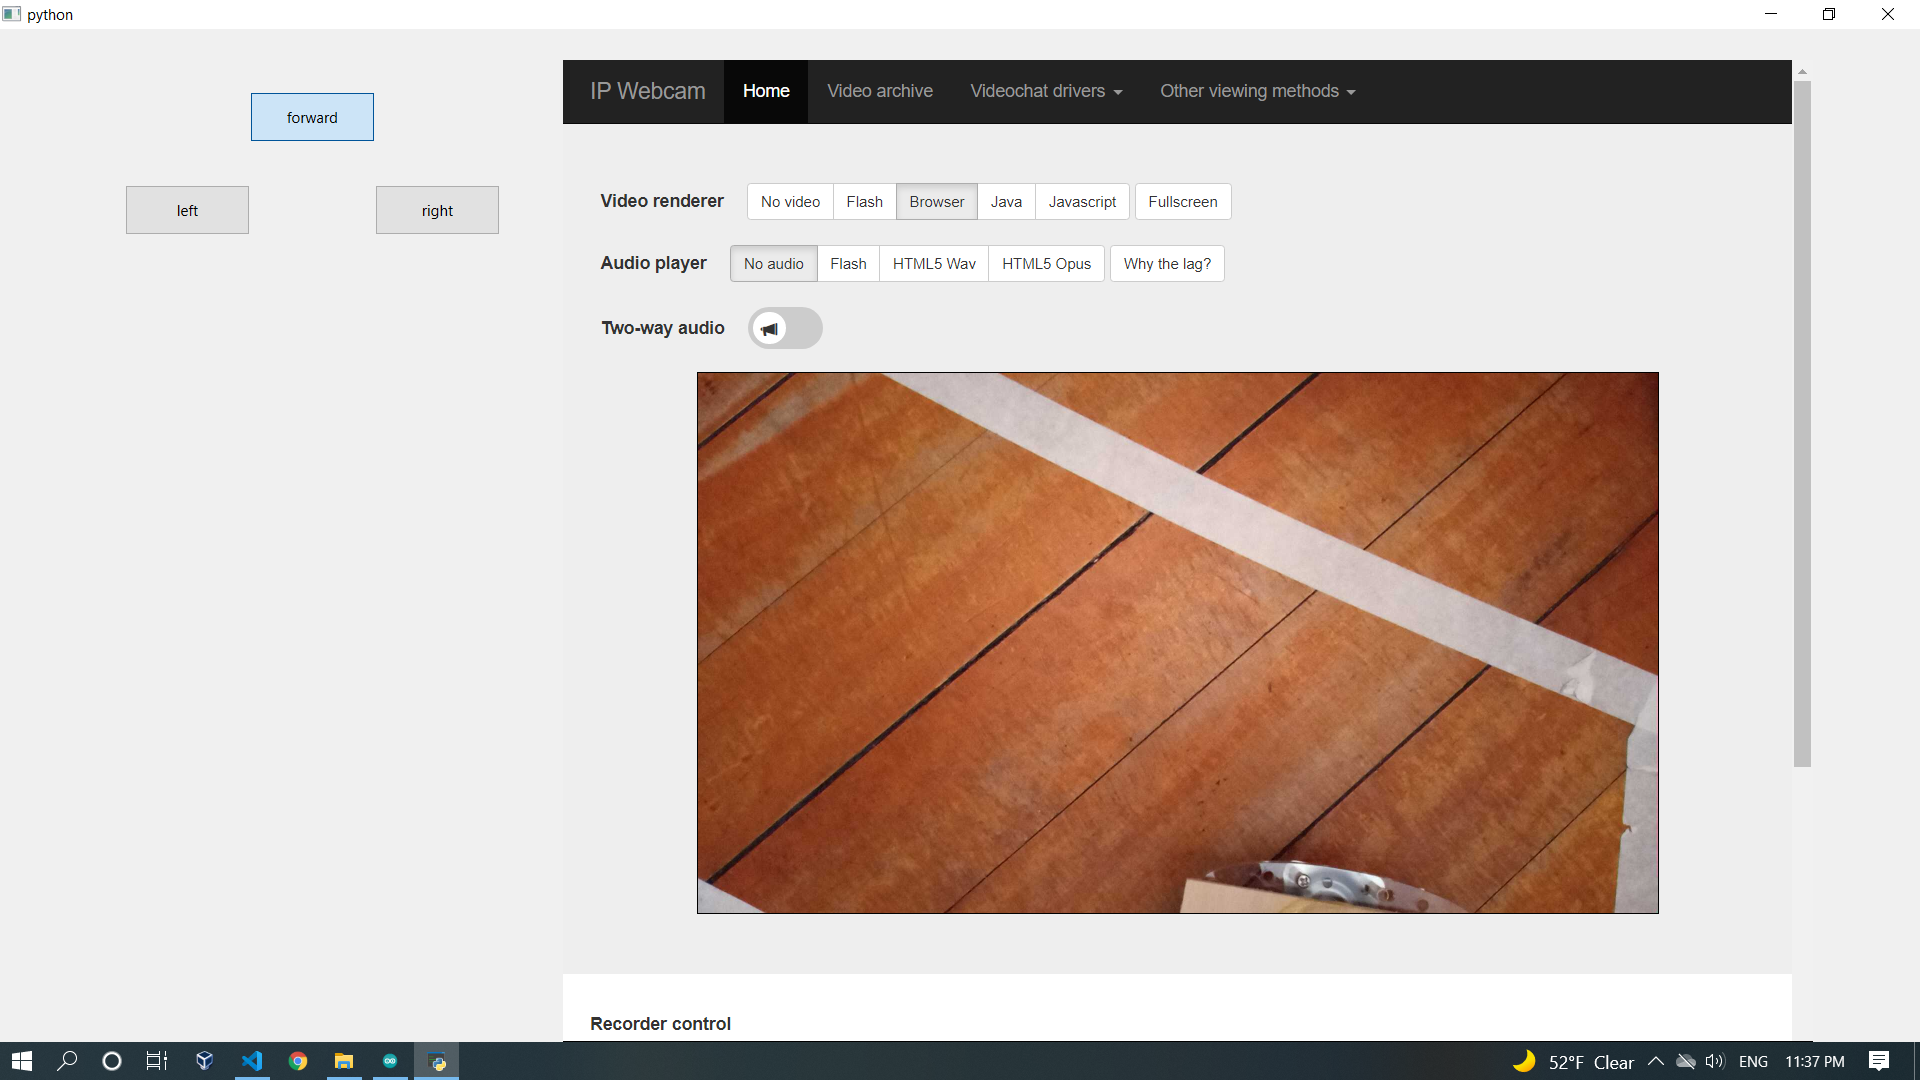 python
forward
left
right
IP Webcam Home Video archive Videochat drivers Other viewing methods
Video renderer No video Flash Browser Java Javascript Fullscreen
Audio player No audio Flash HTML5 Wav HTML5 Opus Why the lag?
Two-way audio
Recorder control
52°F Clear ENG 11:37 PM